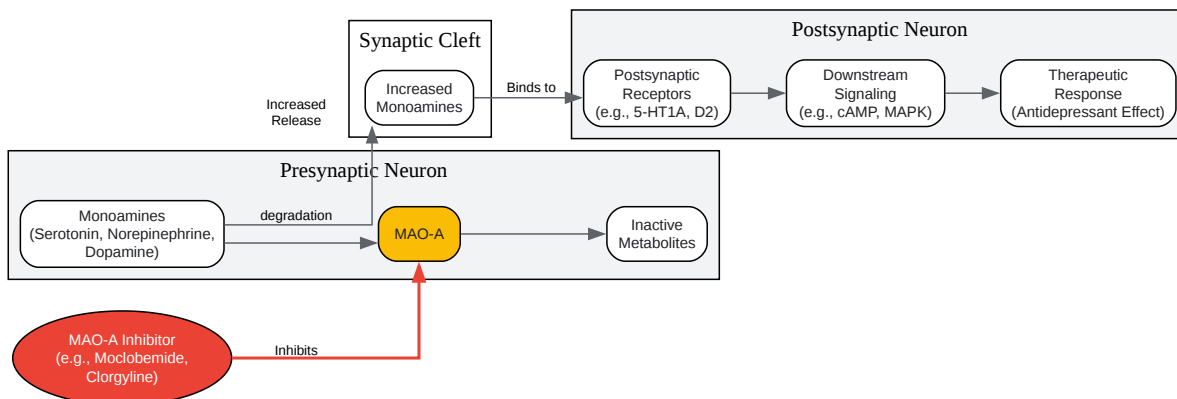 Synaptic Cleft
Increased
Monoamines
Increased
Release
Binds to
Postsynaptic Neuron
Postsynaptic
Receptors
(e.g., 5-HT1A, D2)
Downstream
Signaling
(e.g., cAMP, MAPK)
Therapeutic
Response
(Antidepressant Effect)
Presynaptic Neuron
Monoamines
(Serotonin, Norepinephrine,
Dopamine)
degradation
MAO-A
Inactive
Metabolites
MAO-A Inhibitor
(e.g., Moclobemide,
Clorgyline)
Inhibits